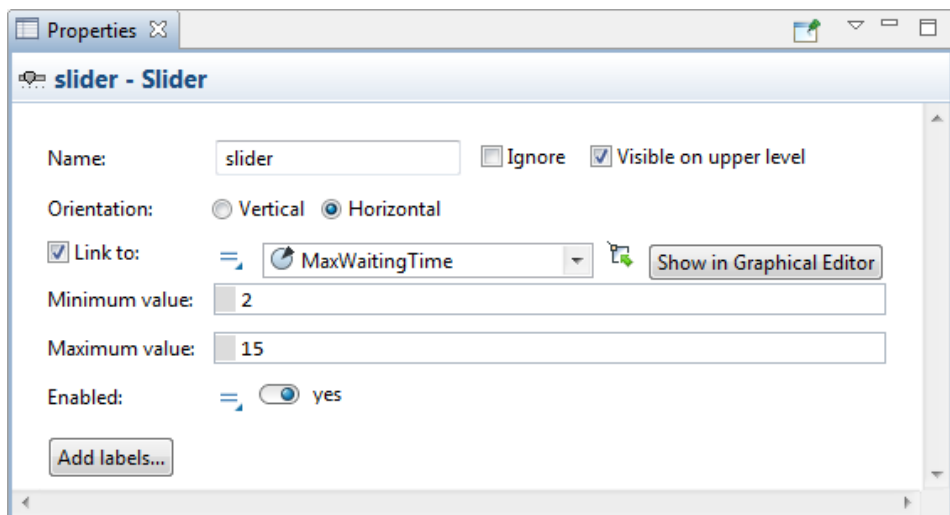 Properties
slider - Slider
Name: slider Ignore Visible on upper level
Orientation: Vertical Horizontal
Link to: MaxWaitingTime Show in Graphical Editor
Minimum value: 2
Maximum value: 15
Enabled: yes
Add labels...